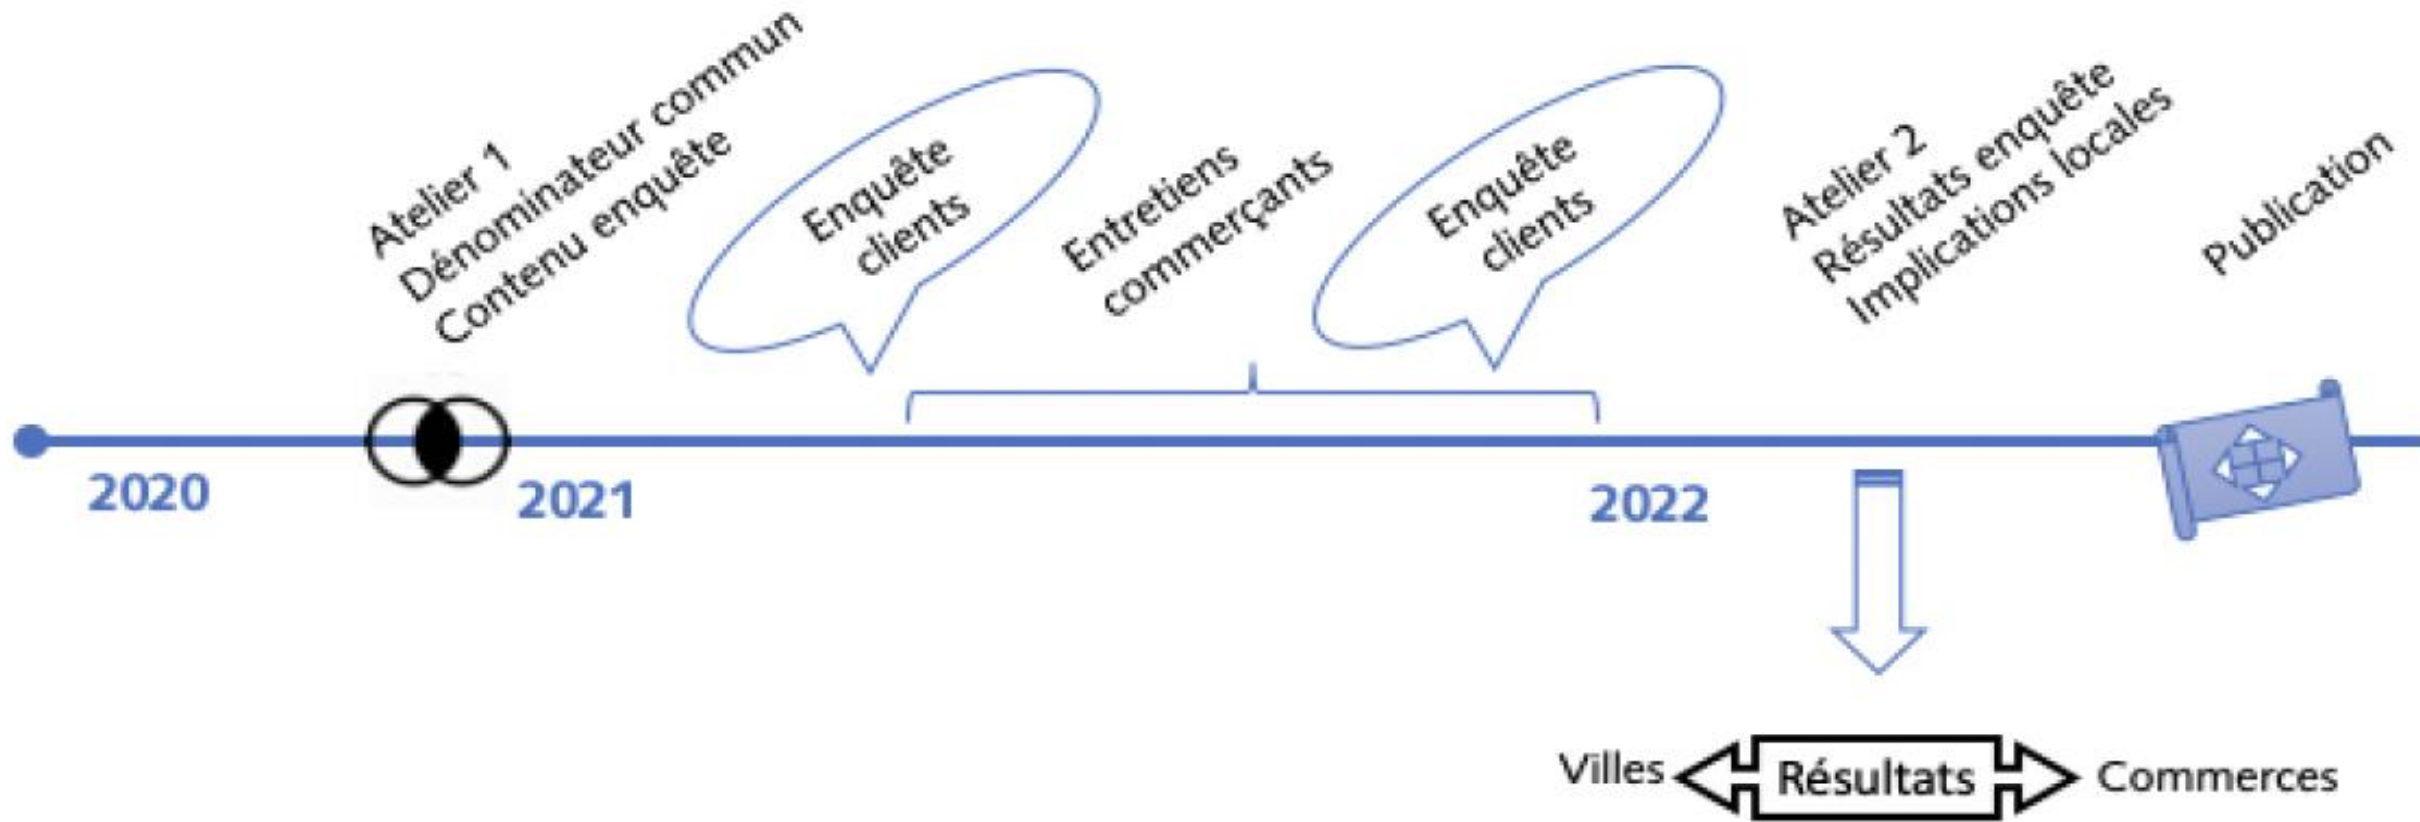 Atelier 1
Dénominateur commun
Contenu enquête
Enquête
clients
Entretiens
commerçants
Enquête
clients
Atelier 2
Résultats enquête
Implications locales
Publication
2020
2021
2022
Villes
Résultats
Commerces